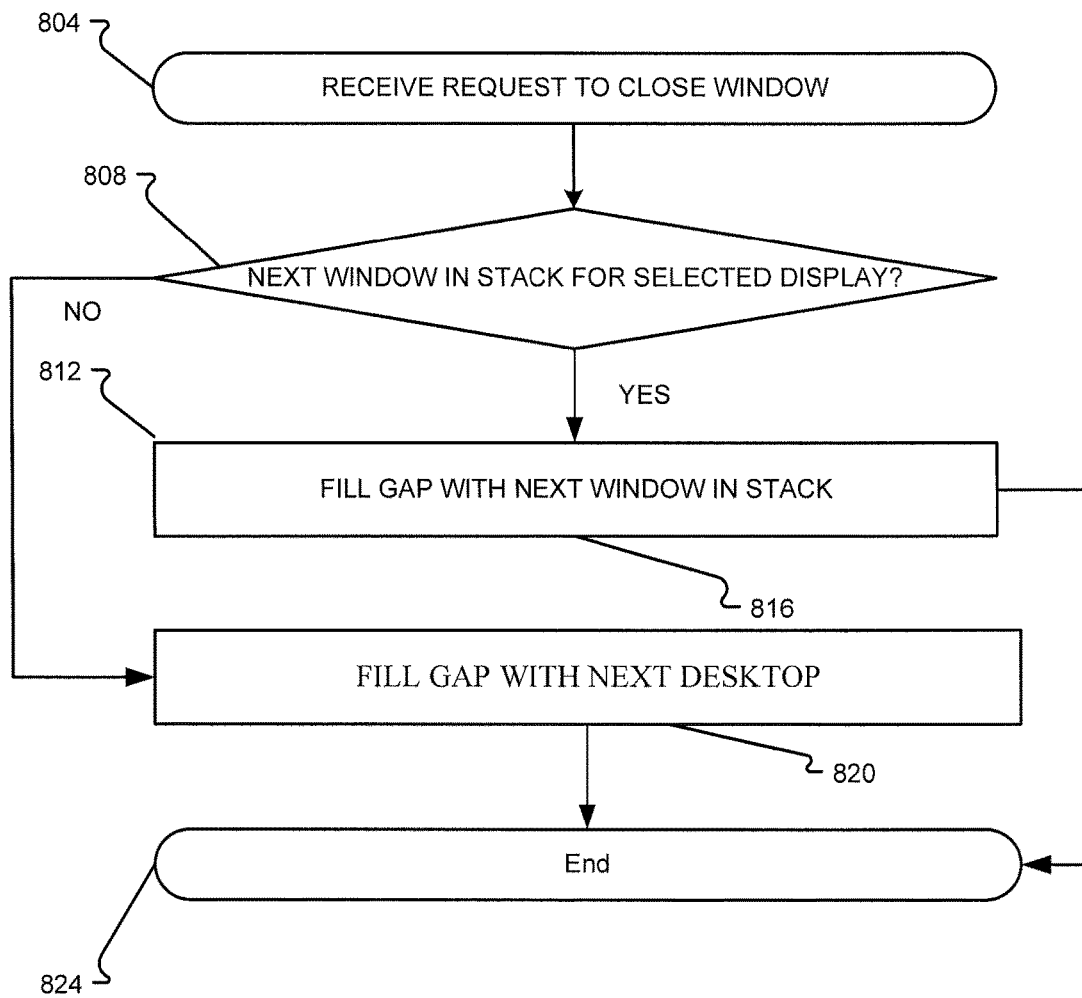 804
RECEIVE REQUEST TO CLOSE WINDOW
808
NEXT WINDOW IN STACK FOR SELECTED DISPLAY?
NO
812
YES
FILL GAP WITH NEXT WINDOW IN STACK
816
FILL GAP WITH NEXT DESKTOP
820
End
824